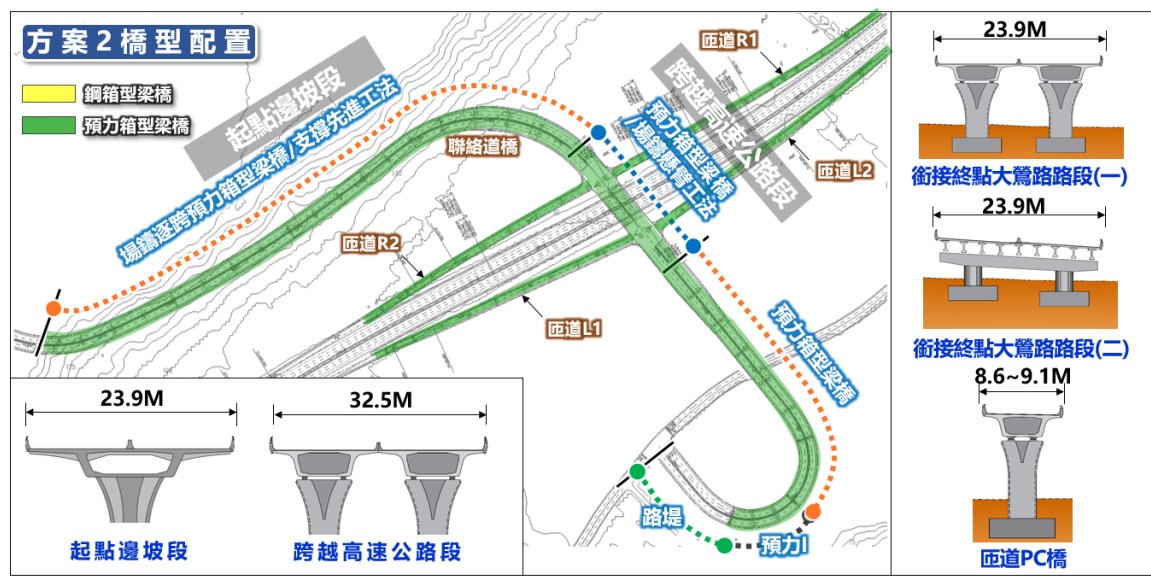 方案2橋型配置
鋼箱型梁橋
預力箱型梁橋
起點邊坡段
場鑄逐跨預力箱型梁橋/支撐先進工法
聯絡道橋
匝道R1
跨越高速公路段
預力箱型梁橋
/場鑄懸臂工法
匝道L2
匝道R2
匝道L1
預力箱型梁橋
路堤
預力I
23.9M
起點邊坡段
32.5M
跨越高速公路段
23.9M
銜接終點大鶯路路段(一)
23.9M
銜接終點大鶯路路段(二)
8.6~9.1M
匝道PC橋